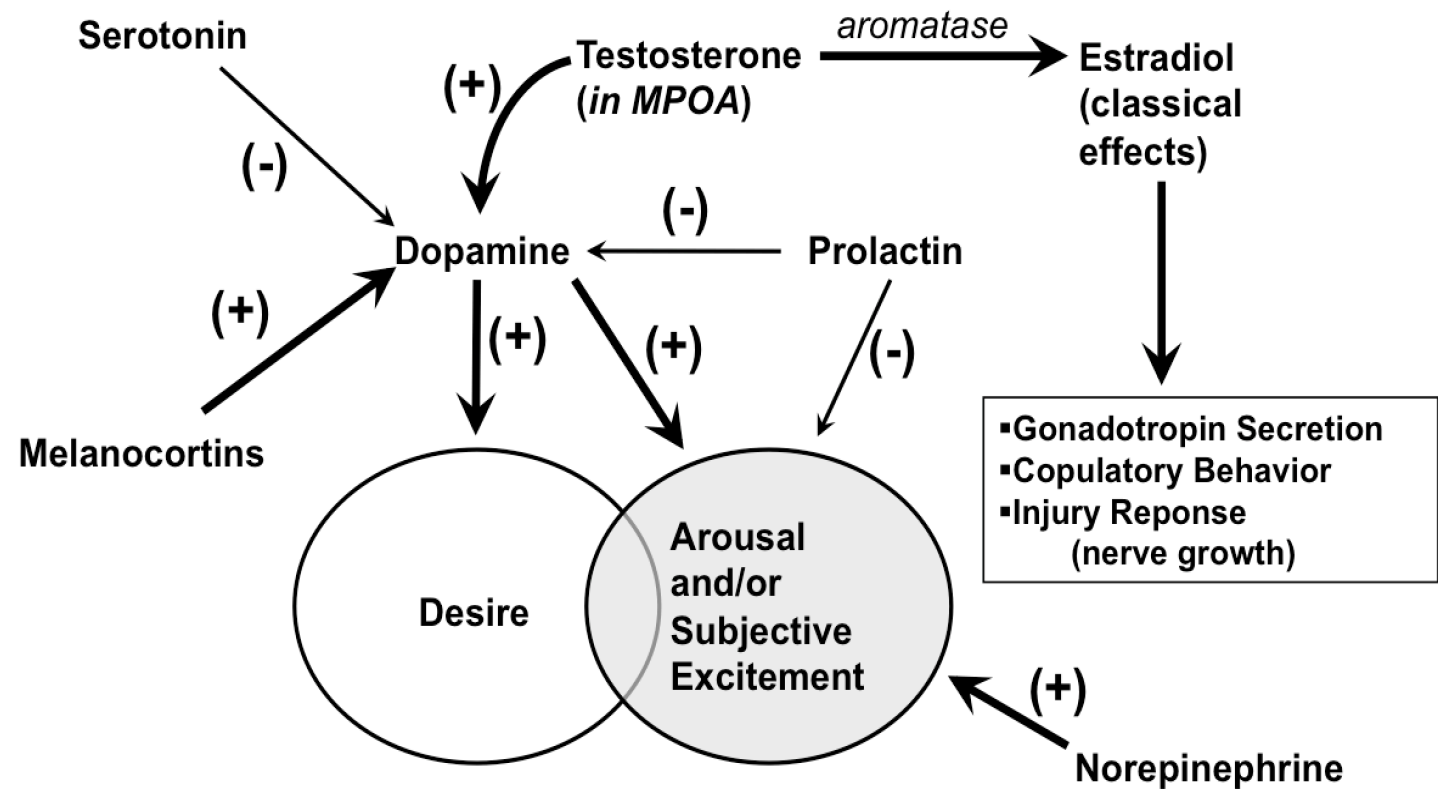 Serotonin
(-)
(+)
Testosterone
(in MPOA)
aromatase
Estradiol
(classical
effects)
Dopamine
(-)
Prolactin
(+)
Melanocortins
(+)
(+)
(-)
▪Gonadotropin Secretion
▪Copulatory Behavior
▪Injury Reponse
(nerve growth)
Desire
Arousal
and/or
Subjective
Excitement
(+)
Norepinephrine